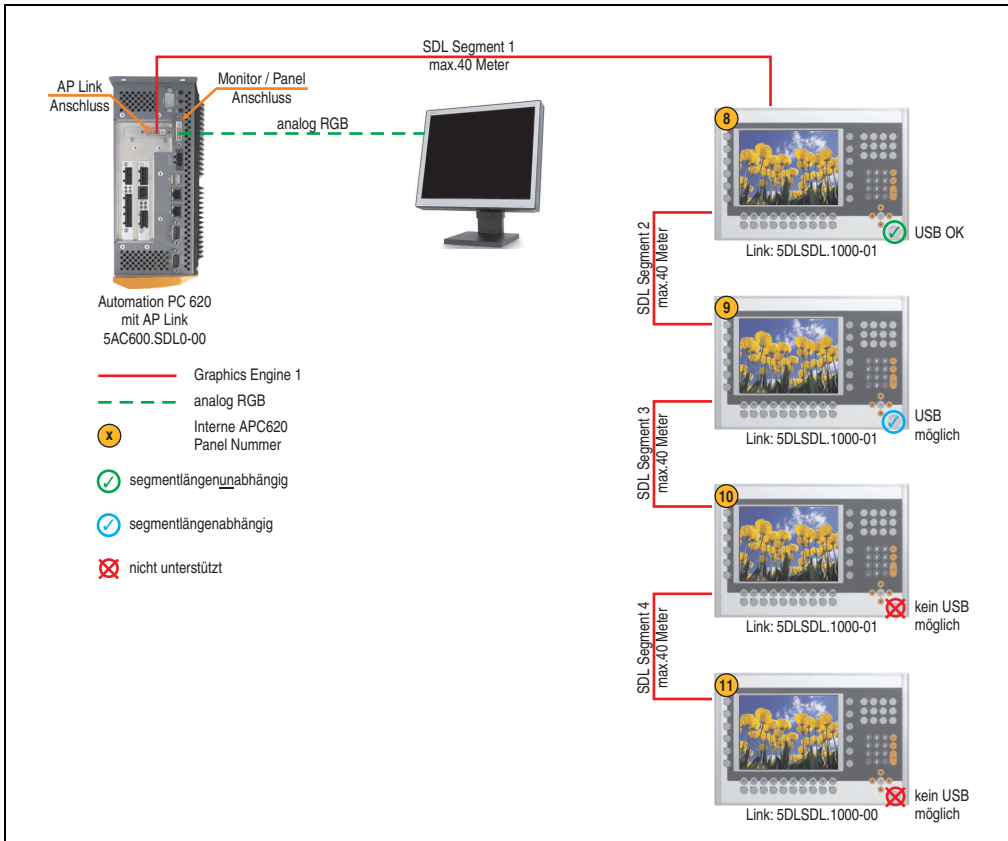 SDL Segment 1
max.40 Meter
AP Link
Anschluss
Monitor / Panel
Anschluss
analog RGB
8
USB OK
Link: 5DLSDL.1000-01
SDL Segment 2
max.40 Meter
Automation PC 620
mit AP Link
5AC600.SDL0-00
9
USB
möglich
Link: 5DLSDL.1000-01
Graphics Engine 1
analog RGB
x
Interne APC620
Panel Nummer
segmentlängenunabhängig
segmentlängenabhängig
nicht unterstützt
SDL Segment 3
max.40 Meter
10
kein USB
möglich
Link: 5DLSDL.1000-01
SDL Segment 4
max.40 Meter
11
kein USB
möglich
Link: 5DLSDL.1000-00